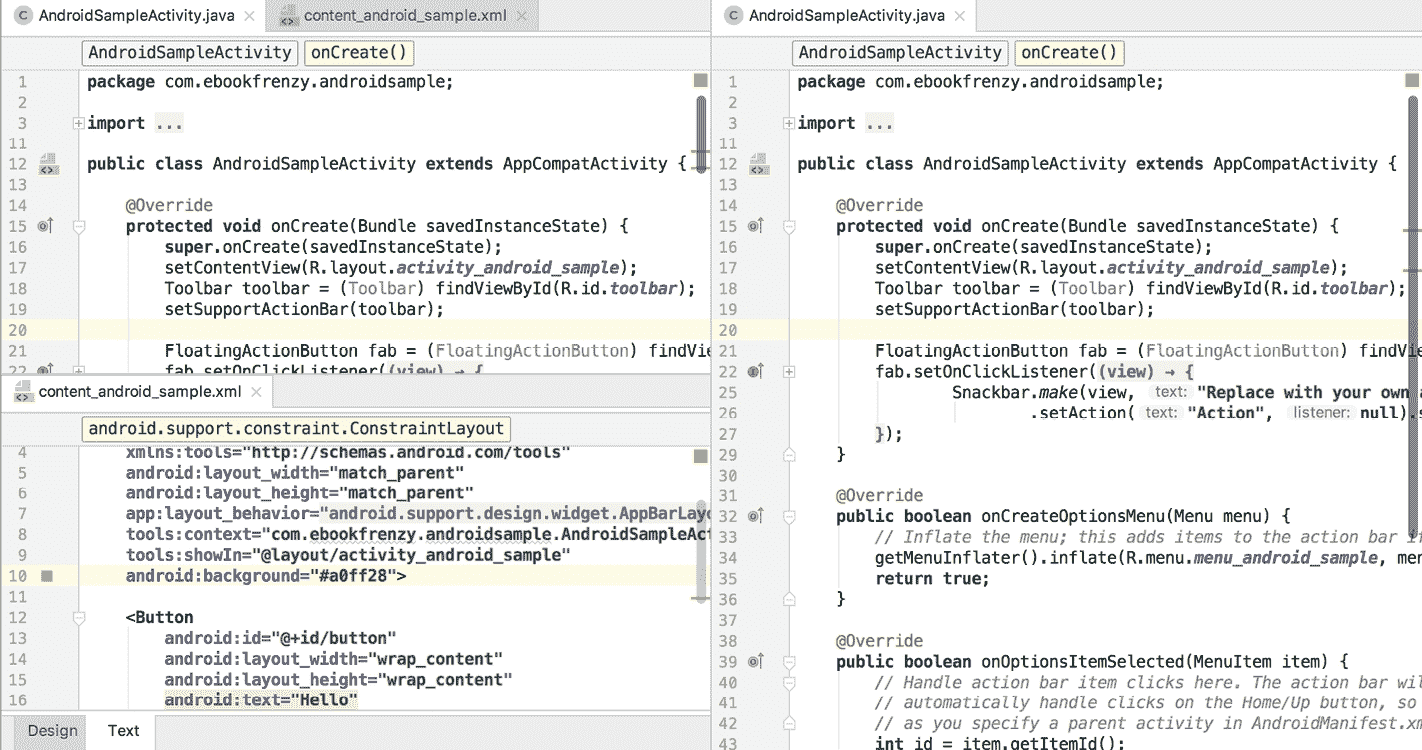 AndroidSampleActivity.java content_android_sample.xml
AndroidSampleActivity onCreate()
1 package com.ebookfrenzy.androidsample;
2
3 import ...
11
12 public class AndroidSampleActivity extends AppCompatActivity {
13
14 @Override
15 protected void onCreate(Bundle savedInstanceState) {
16 super.onCreate(savedInstanceState);
17 setContentView(R.layout.activity_android_sample);
18 Toolbar toolbar = (Toolbar) findViewById(R.id.toolbar);
19 setSupportActionBar(toolbar);
20
21 FloatingActionButton fab = (FloatingActionButton) findVie
22 fab.setOnClickListener((view) → {
content_android_sample.xml
android.support.constraint.ConstraintLayout
4 xmlns:tools="http://schemas.android.com/tools"
5 android:layout_width="match_parent"
6 android:layout_height="match_parent"
7 app:layout_behavior="android.support.design.widget.AppBarLayo
8 tools:context="com.ebookfrenzy.androidsample.AndroidSampleAct
9 tools:showIn="@layout/activity_android_sample"
10 android:background="#a0ff28">
11
12 <Button
13 android:id="@+id/button"
14 android:layout_width="wrap_content"
15 android:layout_height="wrap_content"
16 android:text="Hello"
Design Text
AndroidSampleActivity.java
AndroidSampleActivity onCreate()
1 package com.ebookfrenzy.androidsample;
2
3 import ...
11
12 public class AndroidSampleActivity extends AppCompatActivity {
13
14 @Override
15 protected void onCreate(Bundle savedInstanceState) {
16 super.onCreate(savedInstanceState);
17 setContentView(R.layout.activity_android_sample);
18 Toolbar toolbar = (Toolbar) findViewById(R.id.toolbar);
19 setSupportActionBar(toolbar);
20
21 FloatingActionButton fab = (FloatingActionButton) findVie
22 fab.setOnClickListener((view) → {
25 Snackbar.make(view, text: "Replace with your own a
26 .setAction( text: "Action", listener: null).s
27 });
29 }
30
31 @Override
32 public boolean onCreateOptionsMenu(Menu menu) {
33 // Inflate the menu; this adds items to the action bar if
34 getMenuInflater().inflate(R.menu.menu_android_sample, men
35 return true;
36 }
37
38 @Override
39 public boolean onOptionsItemSelected(MenuItem item) {
40 // Handle action bar item clicks here. The action bar wil
41 // automatically handle clicks on the Home/Up button, so
42 // as you specify a parent activity in AndroidManifest.xm
43 int id = item.getItemId();